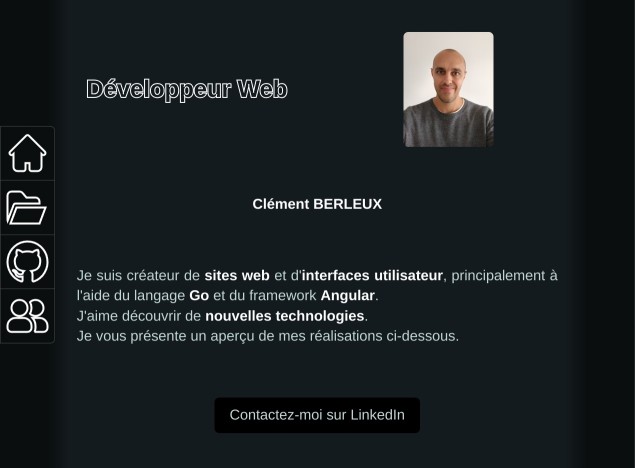 Développeur Web
Clément BERLEUX
Je suis créateur de sites web et d'interfaces utilisateur, principalement à
l'aide du langage Go et du framework Angular.
J'aime découvrir de nouvelles technologies.
Je vous présente un aperçu de mes réalisations ci-dessous.
Contactez-moi sur LinkedIn